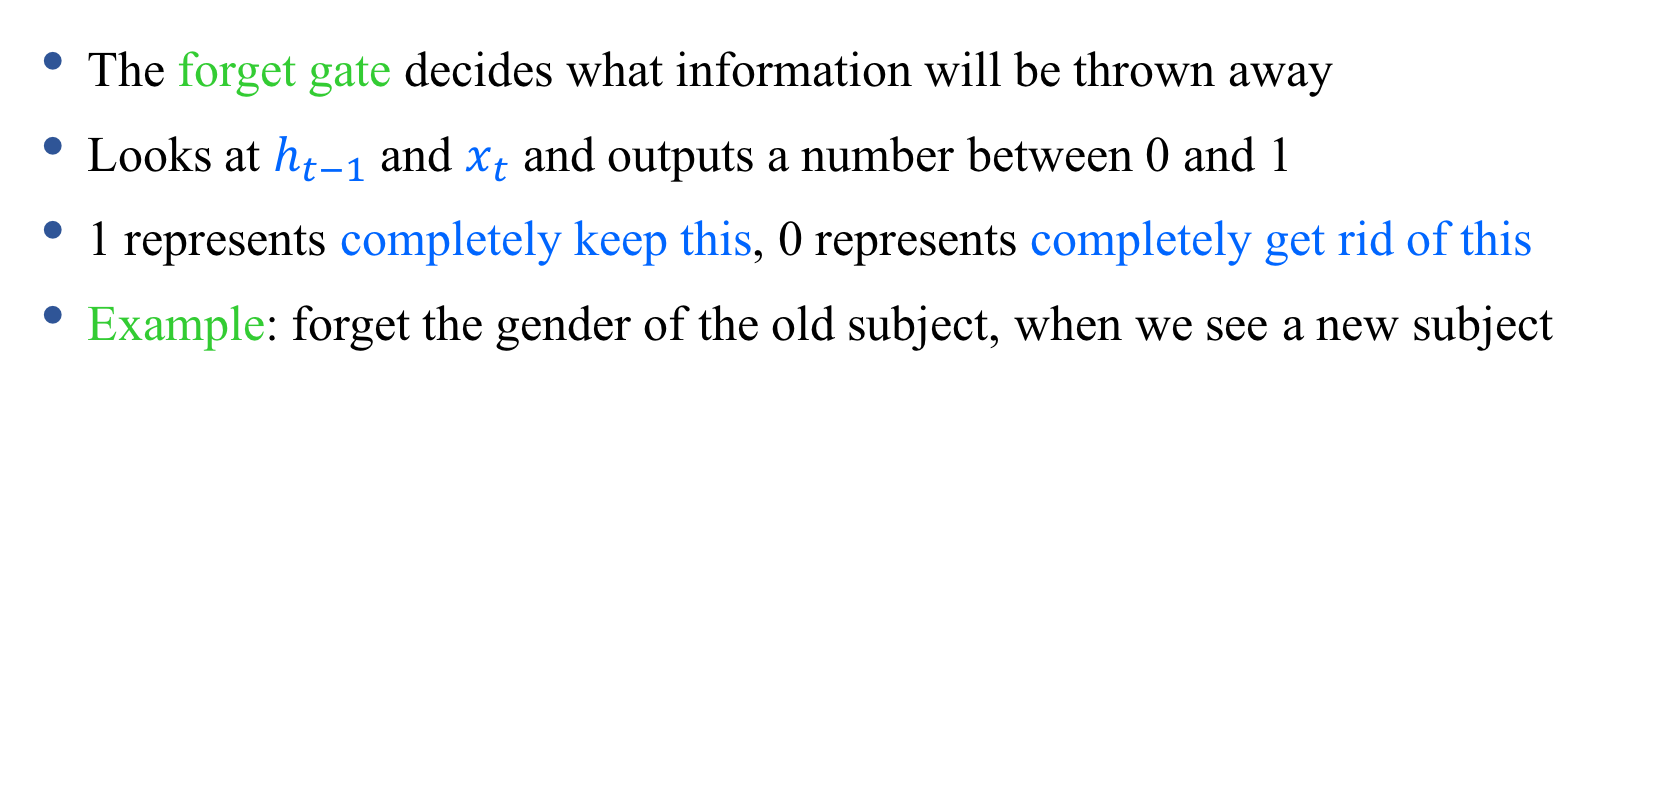 • The forget gate decides what information will be thrown away
• Looks at $h_{t-1}$ and $x_t$ and outputs a number between 0 and 1
• 1 represents completely keep this, 0 represents completely get rid of this
• Example: forget the gender of the old subject, when we see a new subject